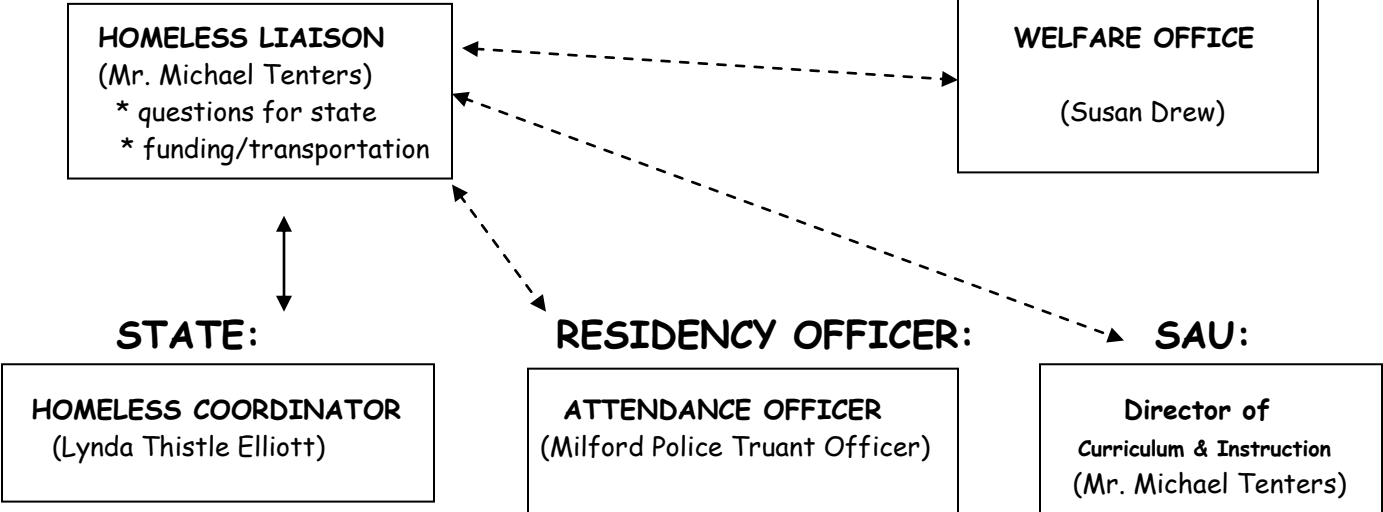 HOMELESS LIAISON
(Mr. Michael Tenters)
* questions for state
* funding/transportation
WELFARE OFFICE
(Susan Drew)
STATE:
HOMELESS COORDINATOR
(Lynda Thistle Elliott)
RESIDENCY OFFICER:
ATTENDANCE OFFICER
(Milford Police Truant Officer)
SAU:
Director of
Curriculum & Instruction
(Mr. Michael Tenters)